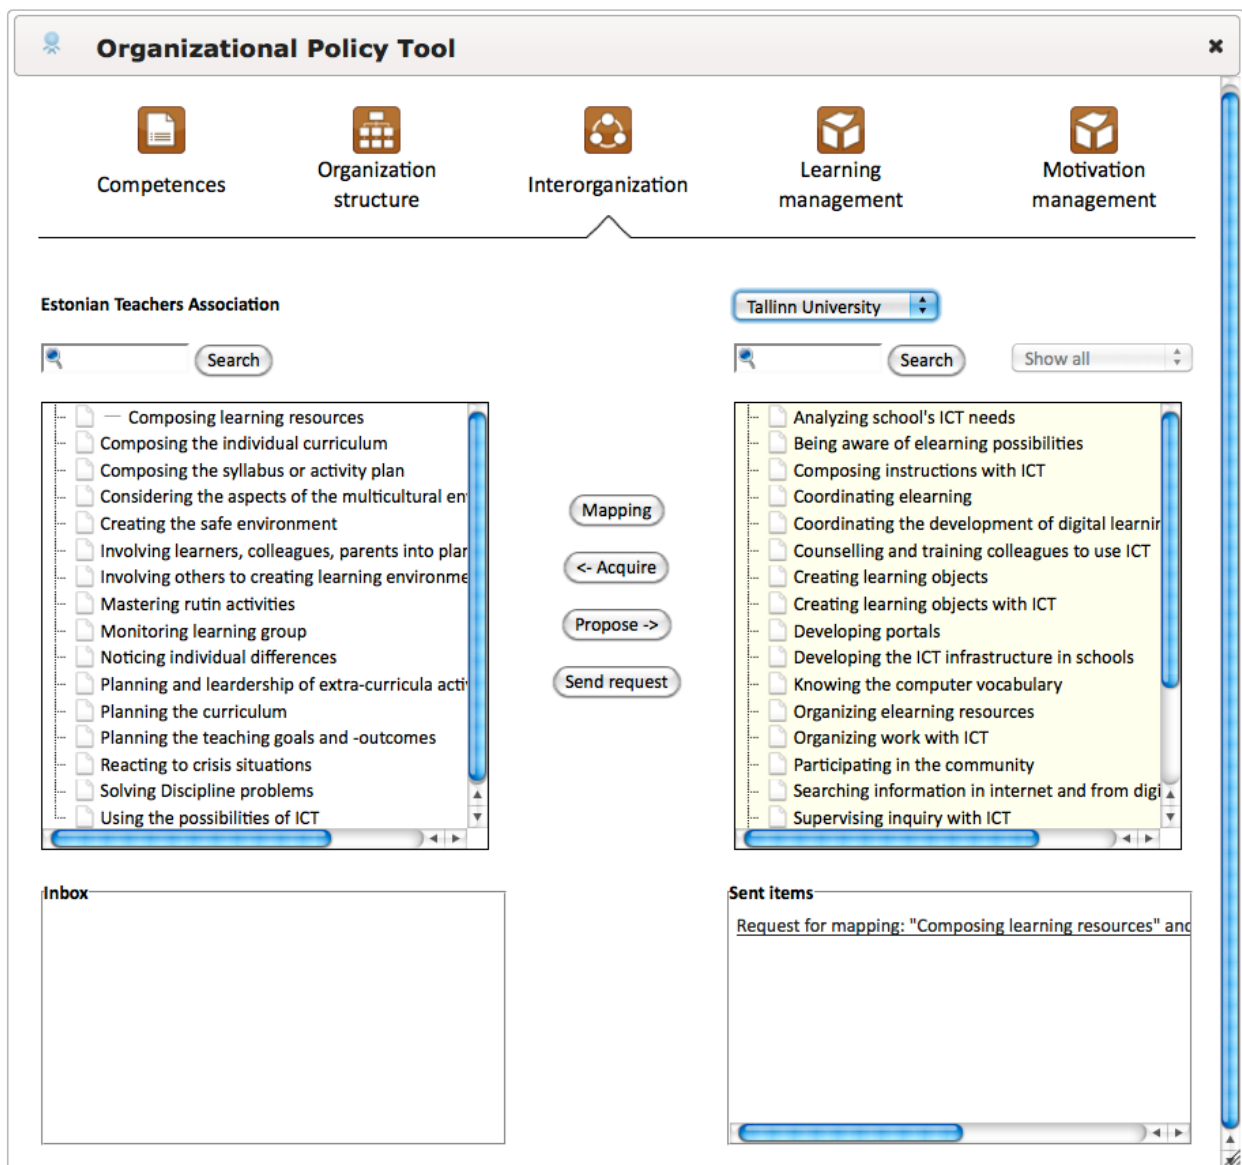 Organizational Policy Tool
Competences
Organization
structure
Interorganization
Learning
management
Motivation
management
Estonian Teachers Association
Tallinn University
Search
Search
Show all
Composing learning resources
Composing the individual curriculum
Composing the syllabus or activity plan
Considering the aspects of the multicultural en
Creating the safe environment
Involving learners, colleagues, parents into plan
Involving others to creating learning environme
Mastering rutin activities
Monitoring learning group
Noticing individual differences
Planning and leardership of extra-curricula activ
Planning the curriculum
Planning the teaching goals and -outcomes
Reacting to crisis situations
Solving Discipline problems
Using the possibilities of ICT
Mapping
<- Acquire
Propose ->
Send request
Analyzing school's ICT needs
Being aware of elearning possibilities
Composing instructions with ICT
Coordinating elearning
Coordinating the development of digital learnin
Counselling and training colleagues to use ICT
Creating learning objects
Creating learning objects with ICT
Developing portals
Developing the ICT infrastructure in schools
Knowing the computer vocabulary
Organizing elearning resources
Organizing work with ICT
Participating in the community
Searching information in internet and from digi
Supervising inquiry with ICT
Inbox
Sent items
Request for mapping: "Composing learning resources" and